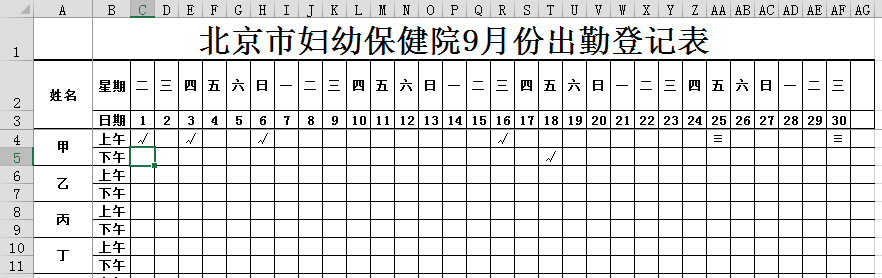 A B C D E F G H I J K L M N O P Q R S T U V W X Y Z AA AB AC AD AE AF AG
1 北京市妇幼保健院9月份出勤登记表
2 姓名 星期 二 三 四 五 六 日 一 二 三 四 五 六 日 一 二 三 四 五 六 日 一 二 三 四 五 六 日 一 二 三
3 日期 1 2 3 4 5 6 7 8 9 10 11 12 13 14 15 16 17 18 19 20 21 22 23 24 25 26 27 28 29 30
4 甲 上午 √ √ √ √ ≡ ≡
5 下午 √
6 乙 上午
7 下午
8 丙 上午
9 下午
10 丁 上午
11 下午